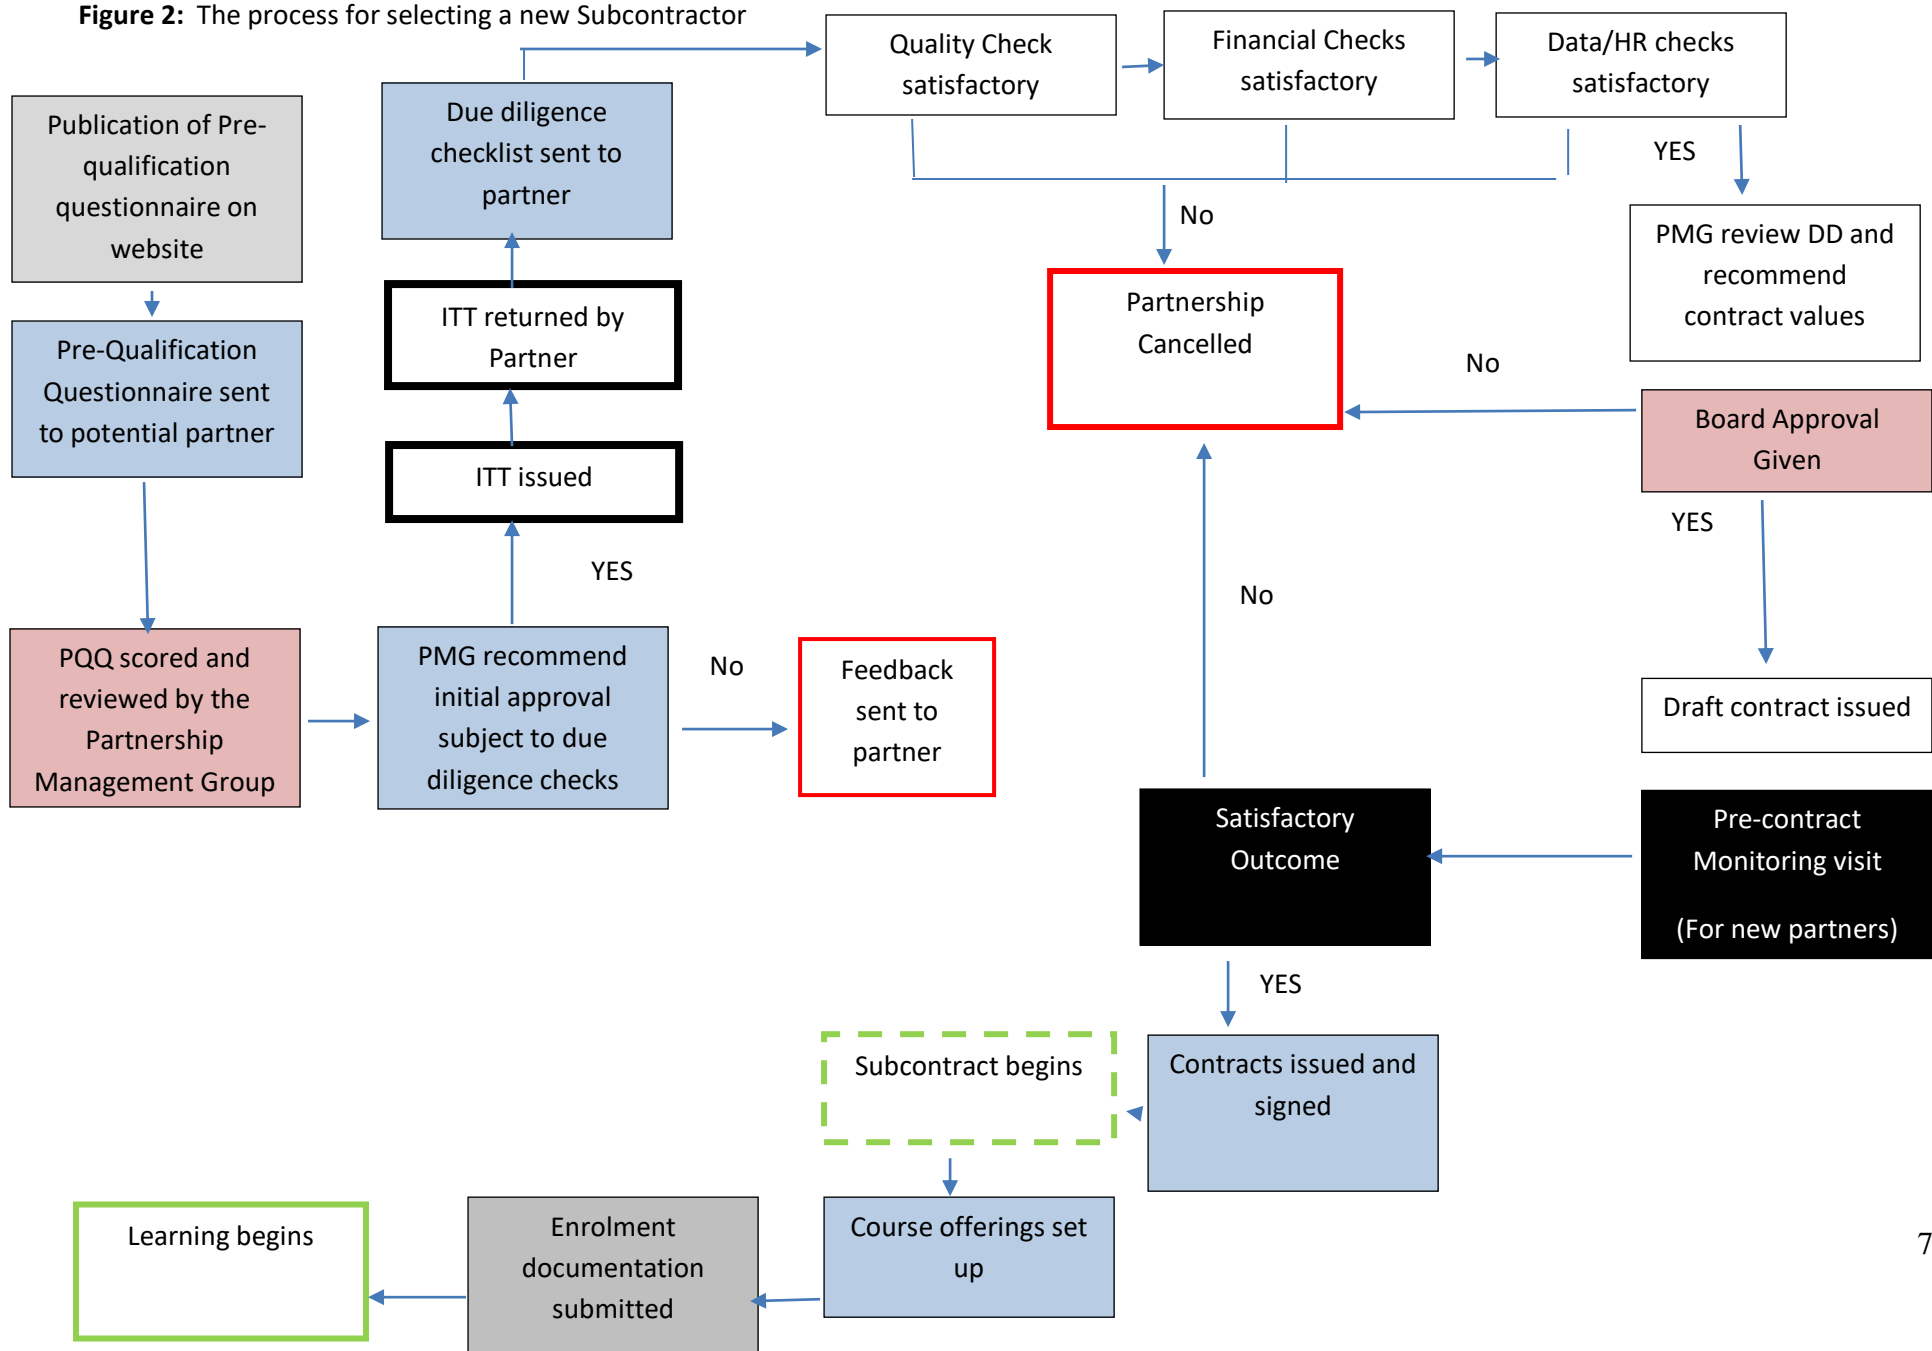 Figure 2: The process for selecting a new Subcontractor
Publication of Pre-
qualification
questionnaire on
website
Pre-Qualification
Questionnaire sent
to potential partner
PQQ scored and
reviewed by the
Partnership
Management Group
PMG recommend
initial approval
subject to due
diligence checks
No
Feedback
sent to
partner
YES
ITT issued
ITT returned by
Partner
Due diligence
checklist sent to
partner
Quality Check
satisfactory
Financial Checks
satisfactory
Data/HR checks
satisfactory
No
YES
Partnership
Cancelled
PMG review DD and
recommend
contract values
No
Board Approval
Given
YES
Draft contract issued
Pre-contract
Monitoring visit
(For new partners)
Satisfactory
Outcome
No
YES
Contracts issued and
signed
Subcontract begins
Course offerings set
up
Enrolment
documentation
submitted
Learning begins
7